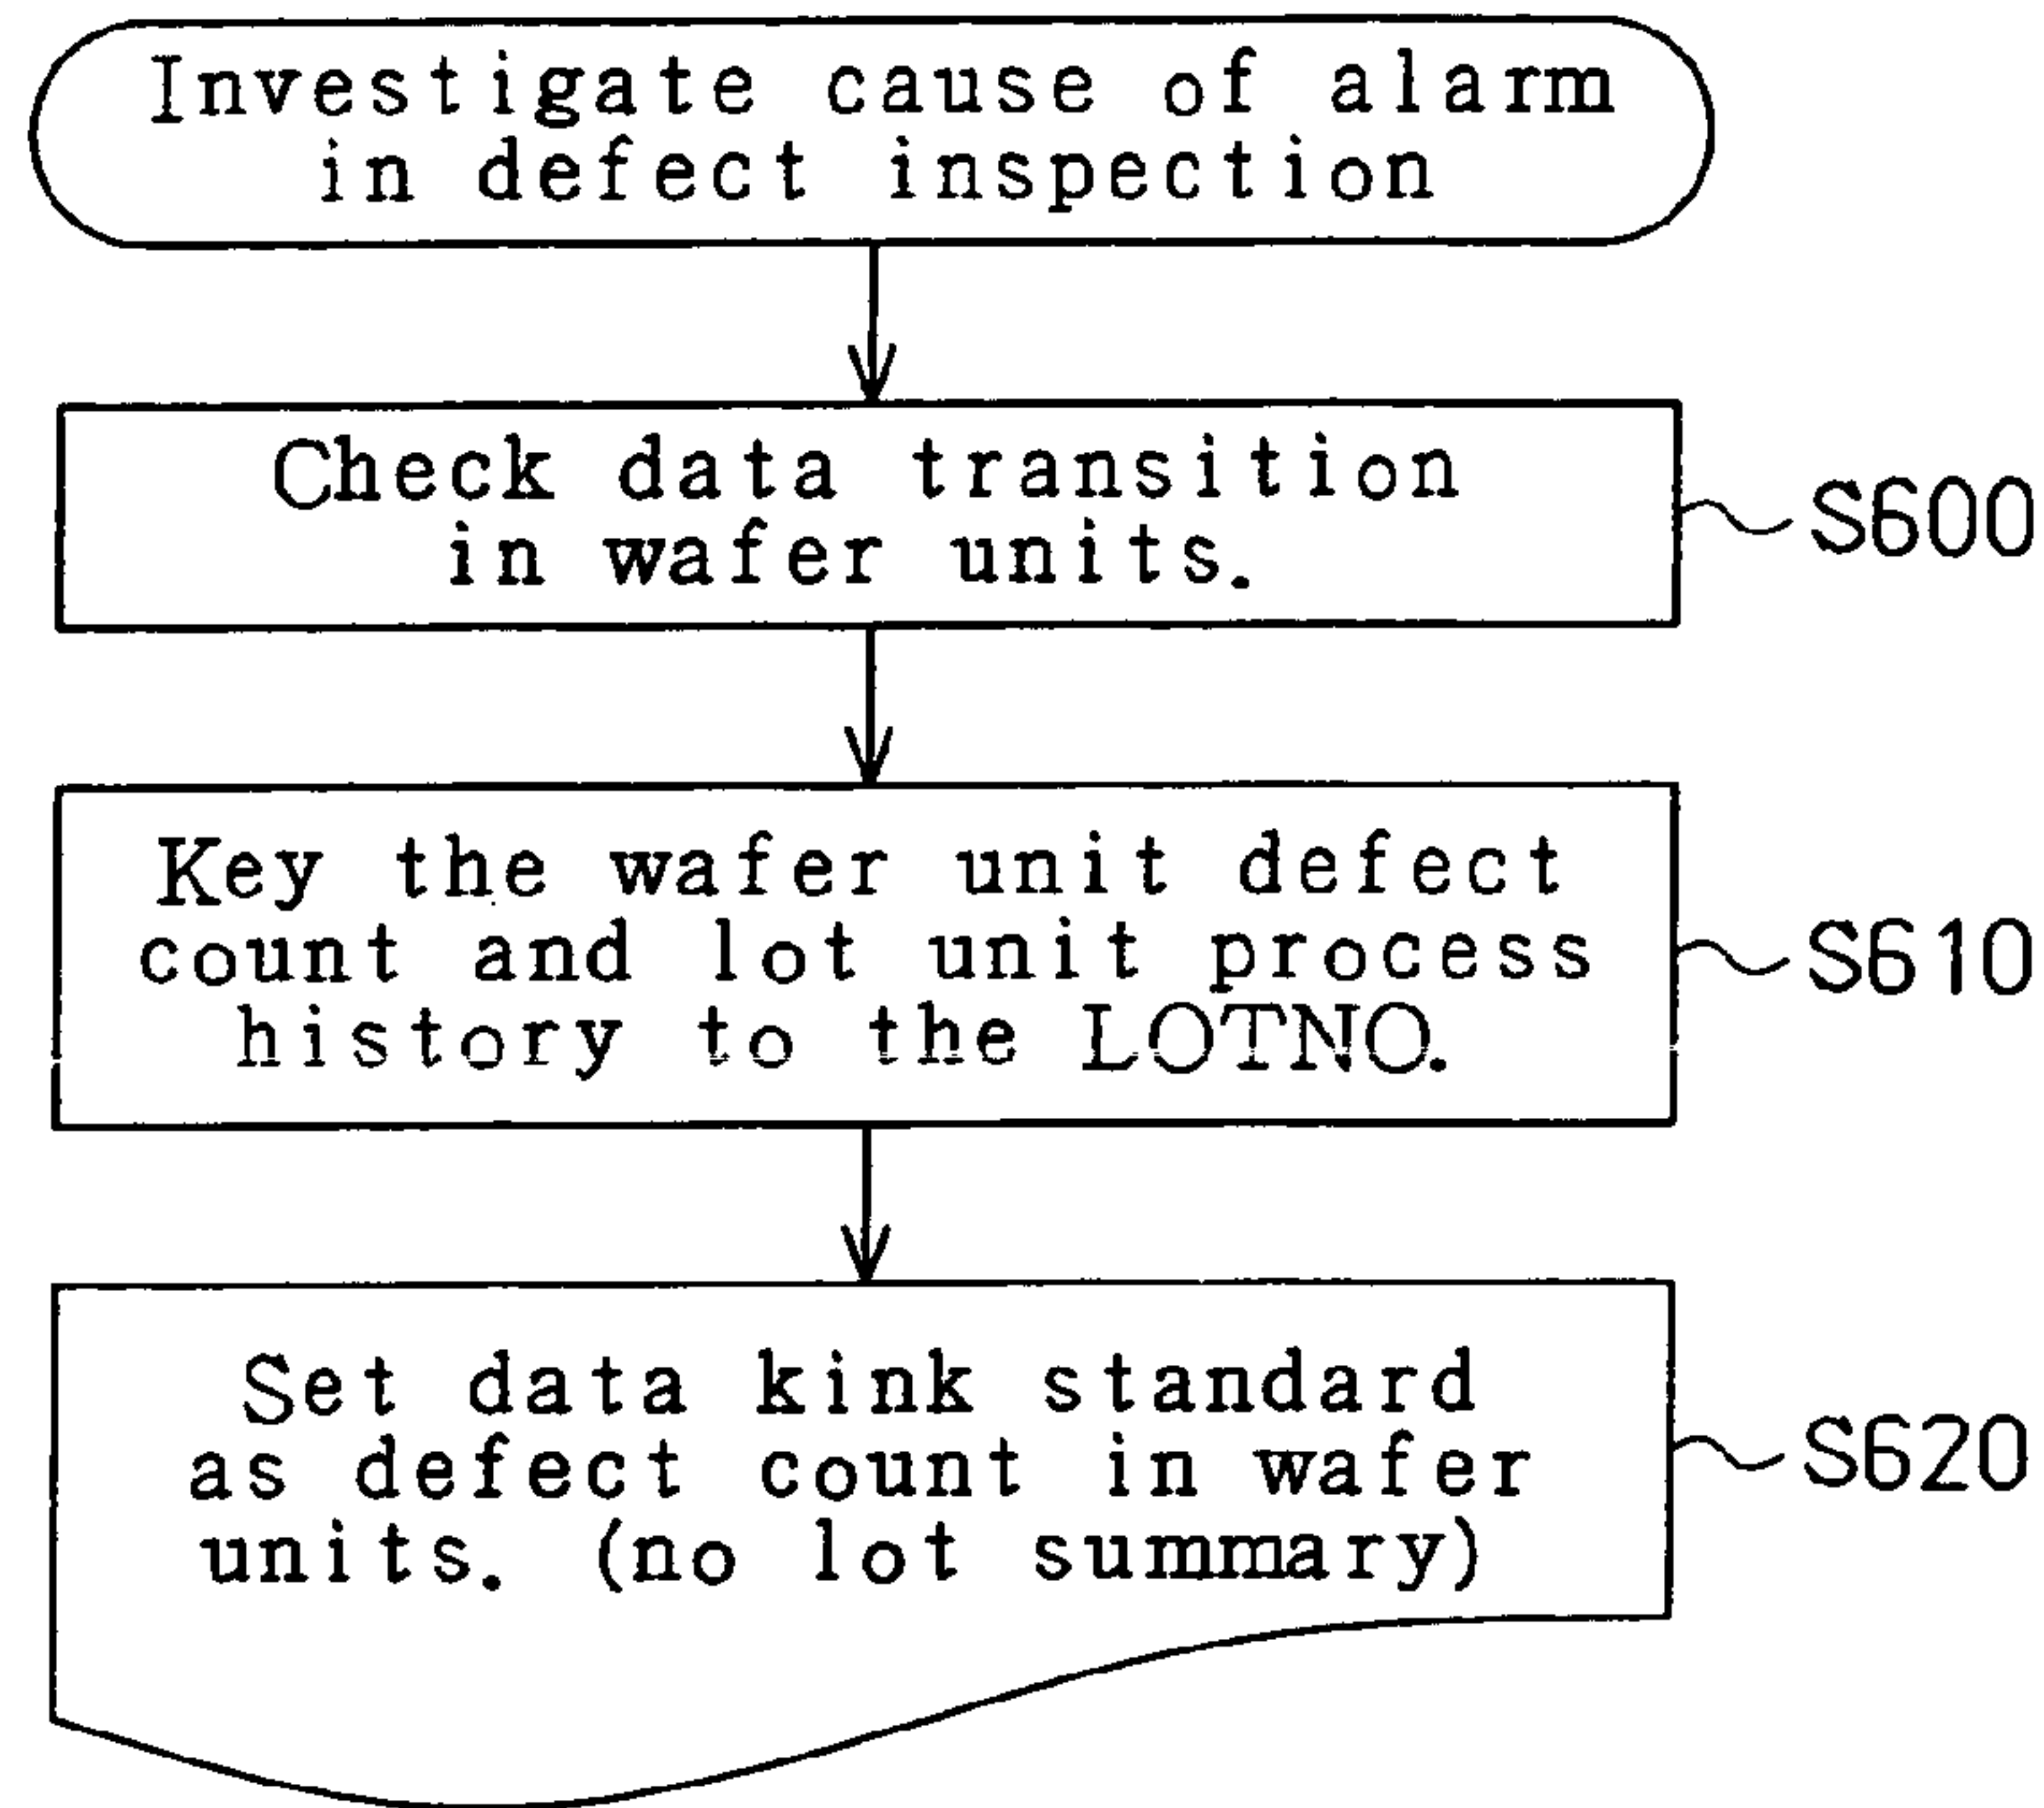 Investigate cause of alarm
in defect inspection
Check data transition
in wafer units.
S600
Key the wafer unit defect
count and lot unit process
history to the LOTNO.
S610
Set data kink standard
as defect count in wafer
units. (no lot summary)
S620